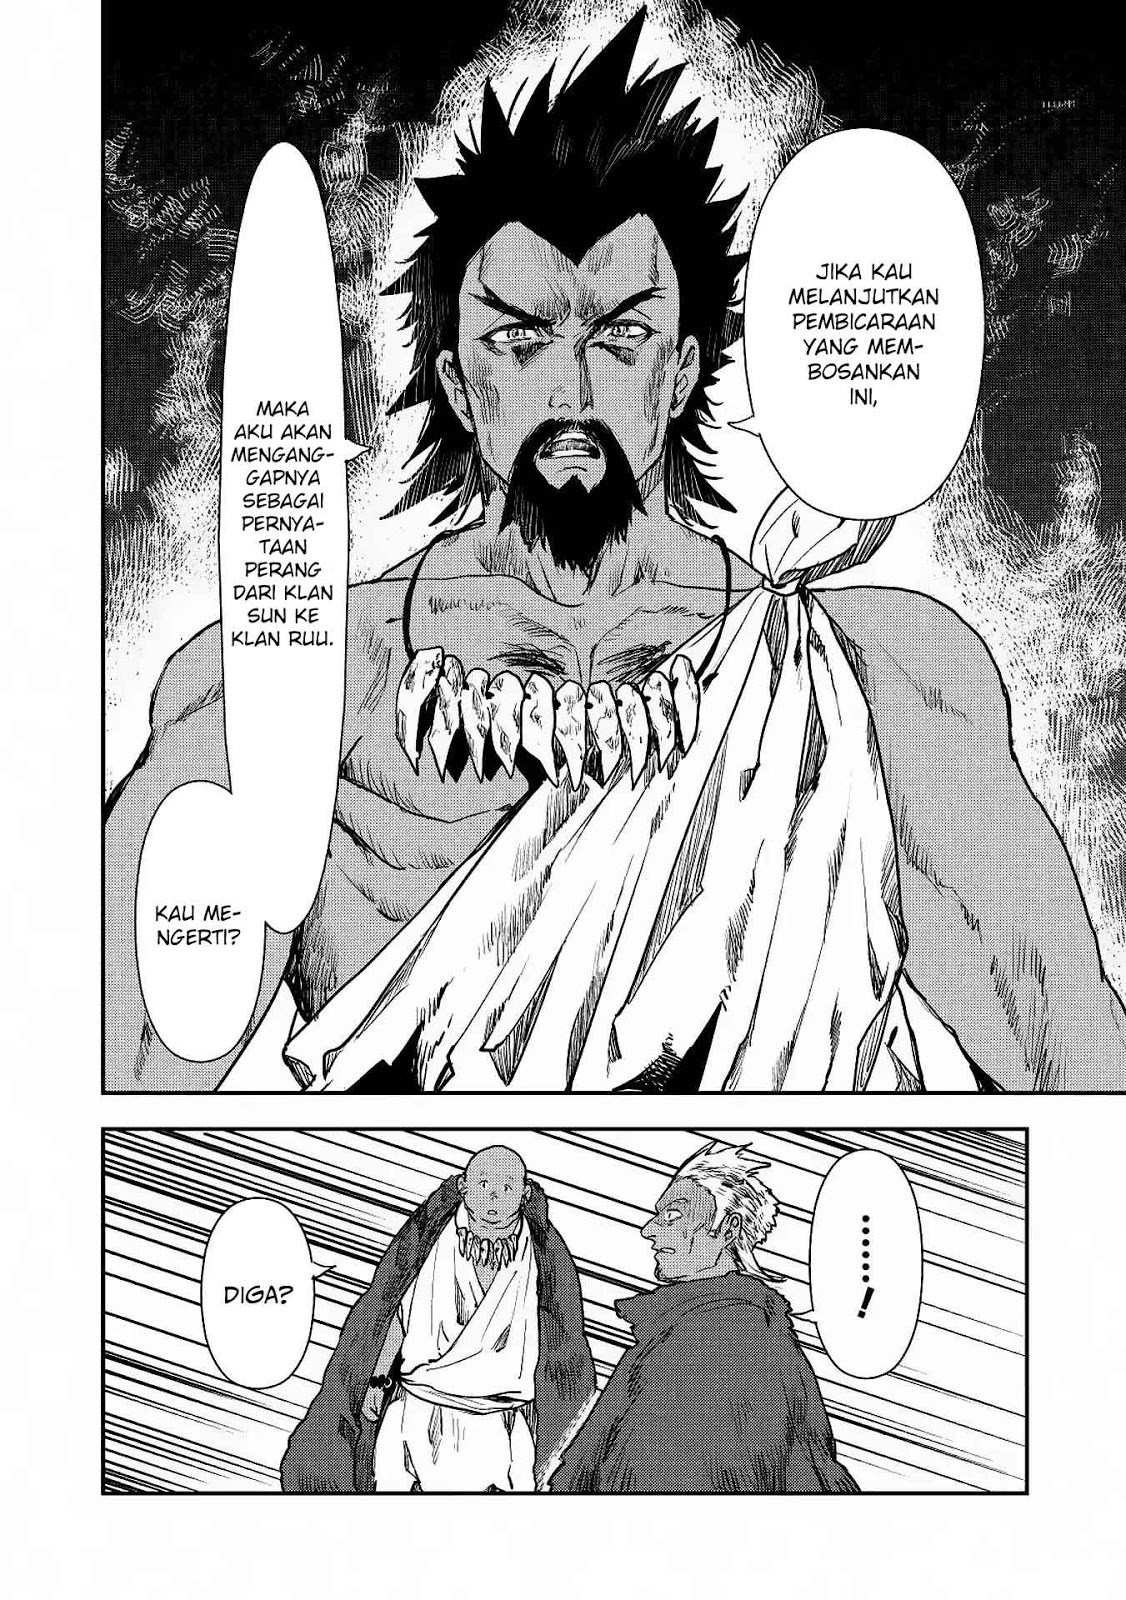 JIKA KAU
MELANJUTKAN
PEMBICARAAN
YANG MEM-
BOSANKAN
INI,
MAKA
AKU AKAN
MENGANG-
GAPNYA
SEBAGAI
PERNYA-
TAAN
PERANG
DARI KLAN
SUN KE
KLAN RUU.
KAU ME-
NGERTI?
........!
DIGA?